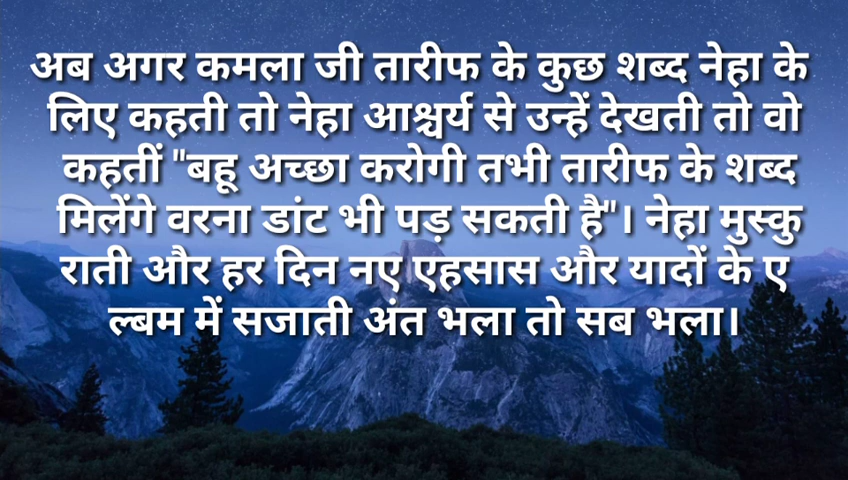 अब अगर कमला जी तारीफ के कुछ शब्द नेहा के
लिए कहती तो नेहा आश्चर्य से उन्हें देखती तो वो
कहतीं "बहू अच्छा करोगी तभी तारीफ के शब्द
मिलेंगे वरना डांट भी पड़ सकती है"। नेहा मुस्कु
राती और हर दिन नए एहसास और यादों के ए
ल्बम में सजाती अंत भला तो सब भला।